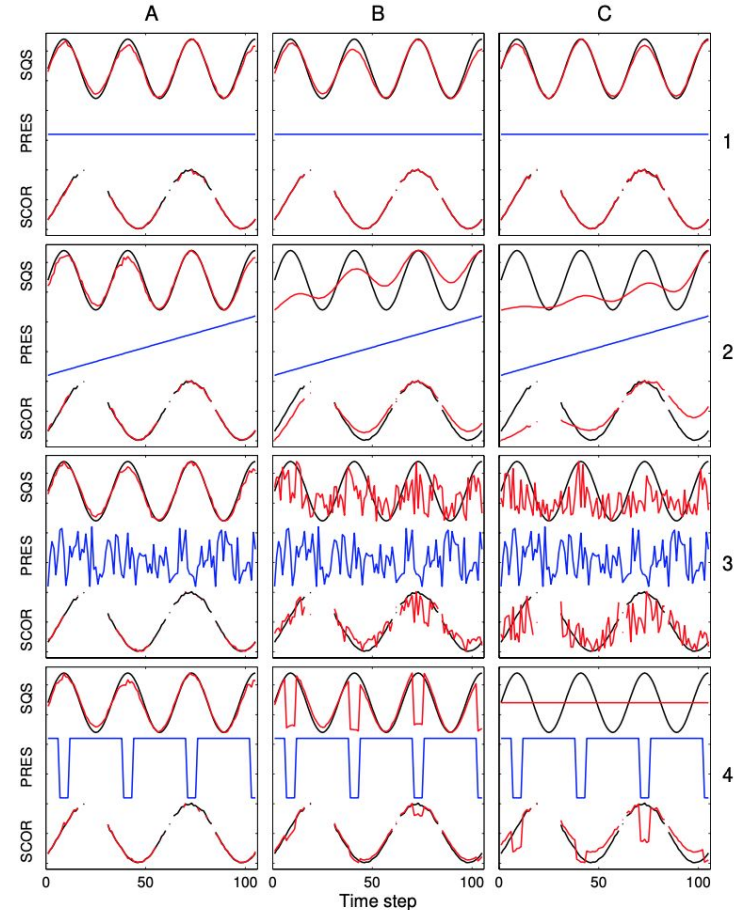 A B C
SQS
PRES
SCOR
1
SQS
PRES
SCOR
2
SQS
PRES
SCOR
3
SQS
PRES
SCOR
4
0 50 100 0 50 100 0 50 100
Time step